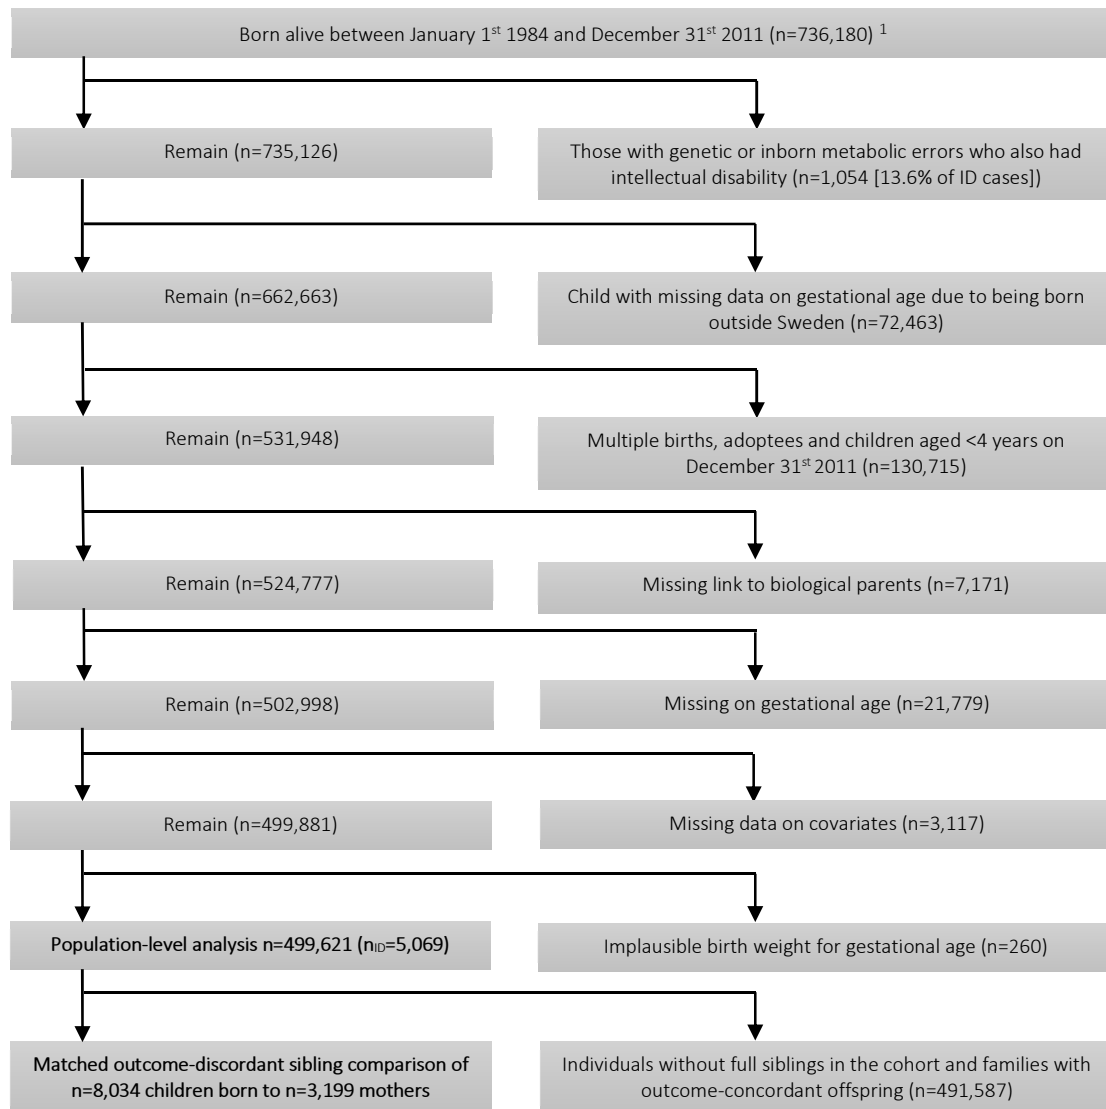 Born alive between January 1st 1984 and December 31st 2011 (n=736,180) 1
Remain (n=735,126)
Those with genetic or inborn metabolic errors who also had
intellectual disability (n=1,054 [13.6% of ID cases])
Remain (n=662,663)
Child with missing data on gestational age due to being born
outside Sweden (n=72,463)
Remain (n=531,948)
Multiple births, adoptees and children aged <4 years on
December 31st 2011 (n=130,715)
Remain (n=524,777)
Missing link to biological parents (n=7,171)
Remain (n=502,998)
Missing on gestational age (n=21,779)
Remain (n=499,881)
Missing data on covariates (n=3,117)
Population-level analysis n=499,621 (nID=5,069)
Implausible birth weight for gestational age (n=260)
Matched outcome-discordant sibling comparison of
n=8,034 children born to n=3,199 mothers
Individuals without full siblings in the cohort and families with
outcome-concordant offspring (n=491,587)